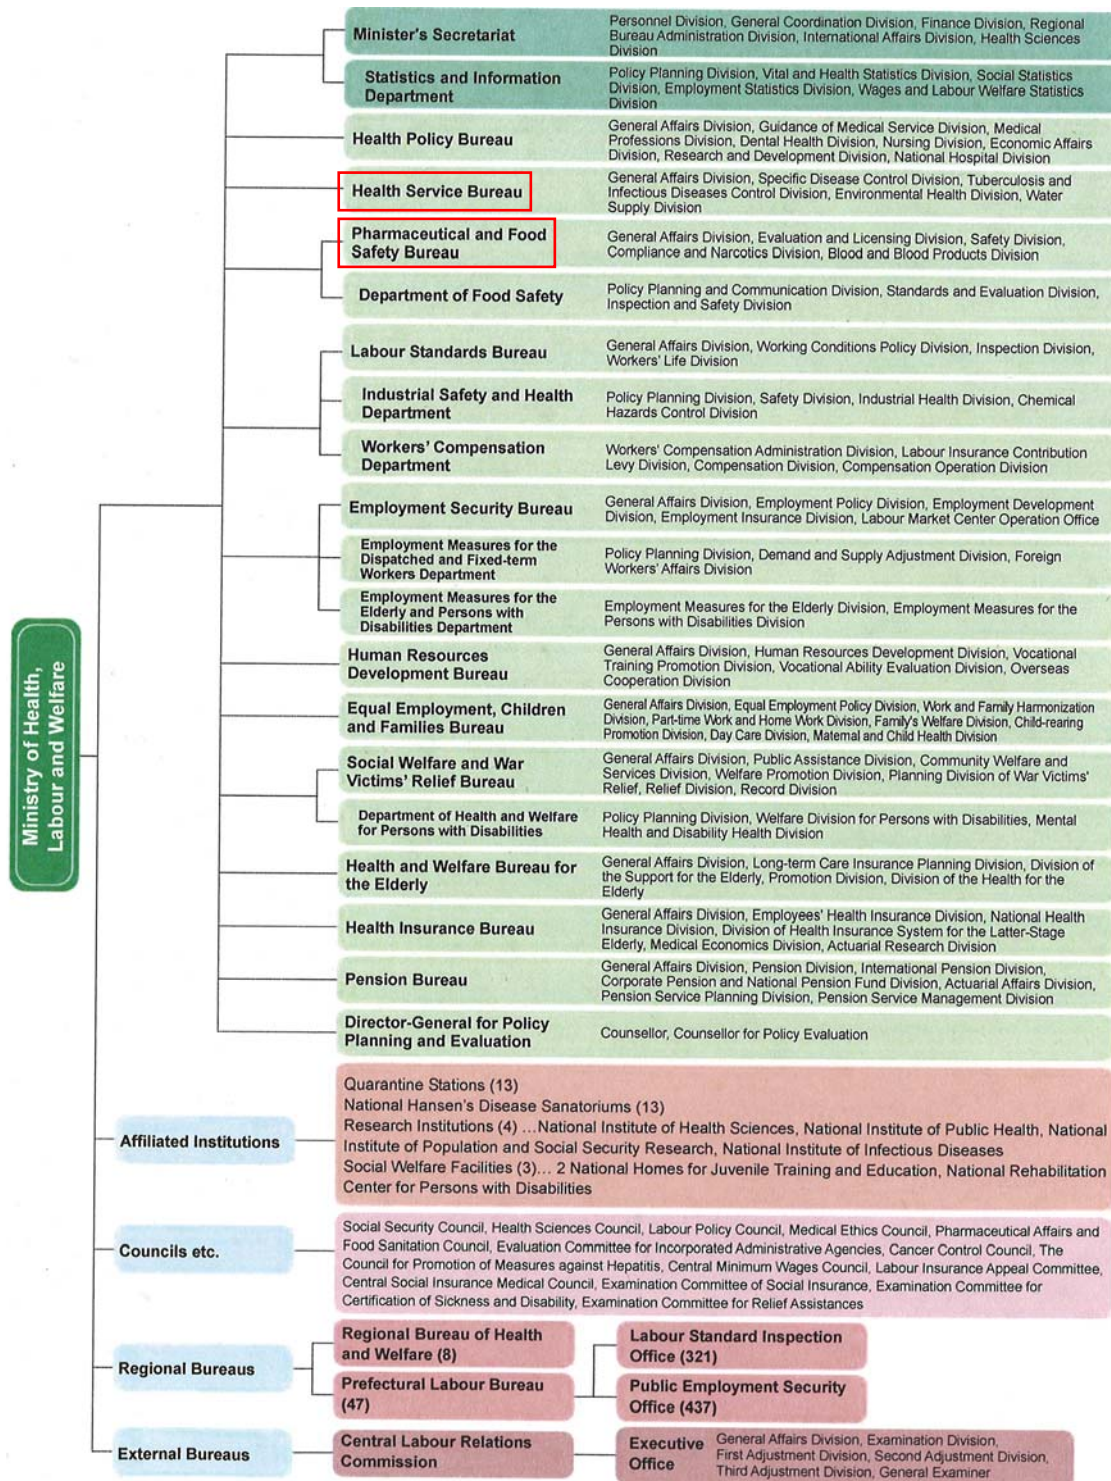 Ministry of Health,
Labour and Welfare
Minister's Secretariat
Personnel Division, General Coordination Division, Finance Division, Regional
Bureau Administration Division, International Affairs Division, Health Sciences
Division
Statistics and Information
Department
Policy Planning Division, Vital and Health Statistics Division, Social Statistics
Division, Employment Statistics Division, Wages and Labour Welfare Statistics
Division
Health Policy Bureau
General Affairs Division, Guidance of Medical Service Division, Medical
Professions Division, Dental Health Division, Nursing Division, Economic Affairs
Division, Research and Development Division, National Hospital Division
Health Service Bureau
General Affairs Division, Specific Disease Control Division, Tuberculosis and
Infectious Diseases Control Division, Environmental Health Division, Water
Supply Division
Pharmaceutical and Food
Safety Bureau
General Affairs Division, Evaluation and Licensing Division, Safety Division,
Compliance and Narcotics Division, Blood and Blood Products Division
Department of Food Safety
Policy Planning and Communication Division, Standards and Evaluation Division,
Inspection and Safety Division
Labour Standards Bureau
General Affairs Division, Working Conditions Policy Division, Inspection Division,
Workers' Life Division
Industrial Safety and Health
Department
Policy Planning Division, Safety Division, Industrial Health Division, Chemical
Hazards Control Division
Workers' Compensation
Department
Workers' Compensation Administration Division, Labour Insurance Contribution
Levy Division, Compensation Division, Compensation Operation Division
Employment Security Bureau
General Affairs Division, Employment Policy Division, Employment Development
Division, Employment Insurance Division, Labour Market Center Operation Office
Employment Measures for the
Dispatched and Fixed-term
Workers Department
Policy Planning Division, Demand and Supply Adjustment Division, Foreign
Workers' Affairs Division
Employment Measures for the
Elderly and Persons with
Disabilities Department
Employment Measures for the Elderly Division, Employment Measures for the
Persons with Disabilities Division
Human Resources
Development Bureau
General Affairs Division, Human Resources Development Division, Vocational
Training Promotion Division, Vocational Ability Evaluation Division, Overseas
Cooperation Division
Equal Employment, Children
and Families Bureau
General Affairs Division, Equal Employment Policy Division, Work and Family Harmonization
Division, Part-time Work and Home Work Division, Family's Welfare Division, Child-rearing
Promotion Division, Day Care Division, Maternal and Child Health Division
Social Welfare and War
Victims' Relief Bureau
General Affairs Division, Public Assistance Division, Community Welfare and
Services Division, Welfare Promotion Division, Planning Division of War Victims'
Relief, Relief Division, Record Division
Department of Health and Welfare
for Persons with Disabilities
Policy Planning Division, Welfare Division for Persons with Disabilities, Mental
Health and Disability Health Division
Health and Welfare Bureau for
the Elderly
General Affairs Division, Long-term Care Insurance Planning Division, Division of
the Support for the Elderly, Promotion Division, Division of the Health for the
Elderly
Health Insurance Bureau
General Affairs Division, Employees' Health Insurance Division, National Health
Insurance Division, Division of Health Insurance System for the Latter-Stage
Elderly, Medical Economics Division, Actuarial Research Division
Pension Bureau
General Affairs Division, Pension Division, International Pension Division,
Corporate Pension and National Pension Fund Division, Actuarial Affairs Division,
Pension Service Planning Division, Pension Service Management Division
Director-General for Policy
Planning and Evaluation
Counsellor, Counsellor for Policy Evaluation
Affiliated Institutions
Quarantine Stations (13)
National Hansen's Disease Sanatoriums (13)
Research Institutions (4) ...National Institute of Health Sciences, National Institute of Public Health, National
Institute of Population and Social Security Research, National Institute of Infectious Diseases
Social Welfare Facilities (3)... 2 National Homes for Juvenile Training and Education, National Rehabilitation
Center for Persons with Disabilities
Councils etc.
Social Security Council, Health Sciences Council, Labour Policy Council, Medical Ethics Council, Pharmaceutical Affairs and
Food Sanitation Council, Evaluation Committee for Incorporated Administrative Agencies, Cancer Control Council, The
Council for Promotion of Measures against Hepatitis, Central Minimum Wages Council, Labour Insurance Appeal Committee,
Central Social Insurance Medical Council, Examination Committee of Social Insurance, Examination Committee for
Certification of Sickness and Disability, Examination Committee for Relief Assistances
Regional Bureaus
Regional Bureau of Health
and Welfare (8)
Prefectural Labour Bureau
(47)
Labour Standard Inspection
Office (321)
Public Employment Security
Office (437)
External Bureaus
Central Labour Relations
Commission
Executive
Office
General Affairs Division, Examination Division,
First Adjustment Division, Second Adjustment Division,
Third Adjustment Division, General Examiner